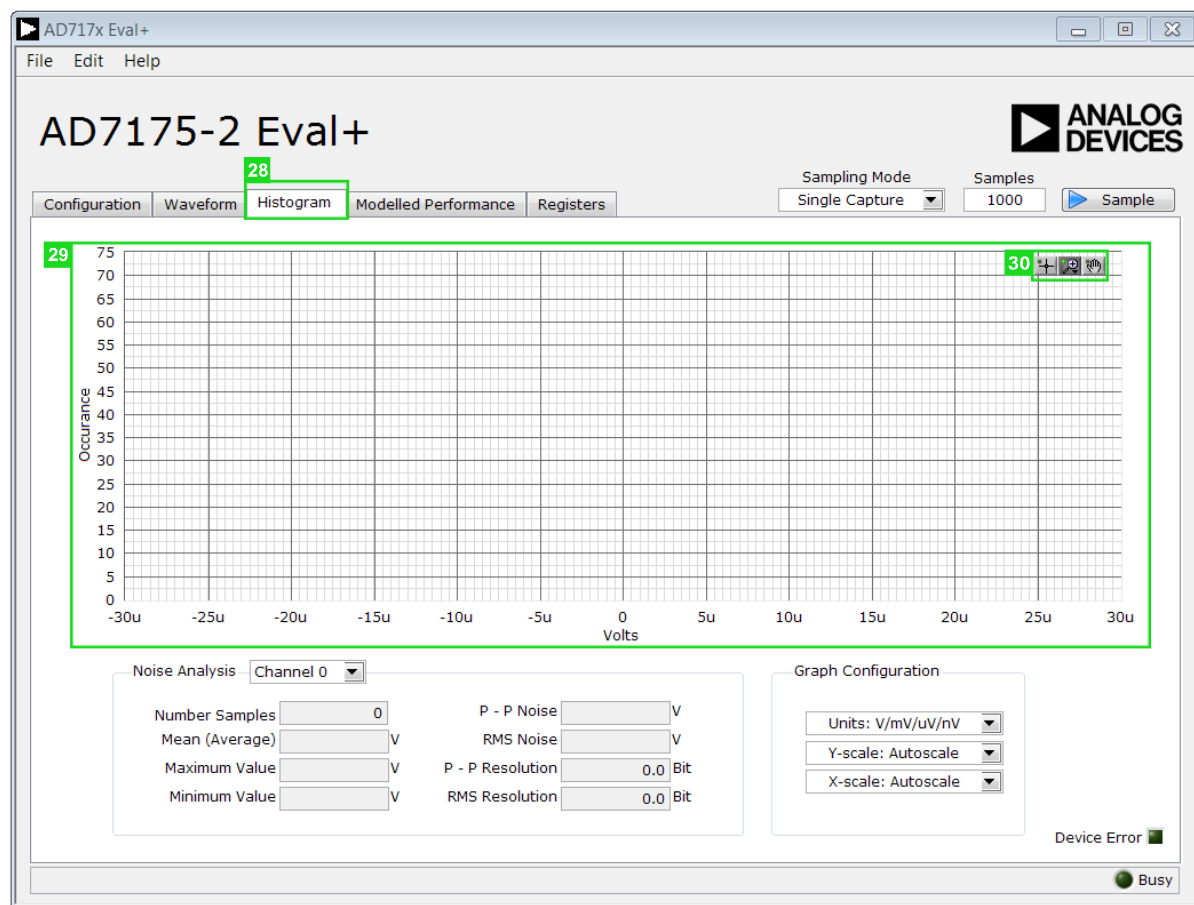 AD717x Eval+
File Edit Help
AD7175-2 Eval+
ANALOG
DEVICES
28
Sampling Mode Samples
Configuration Waveform Histogram Modelled Performance Registers
Single Capture 1000 Sample
29
30
75
70
65
60
55
50
45
40
35
30
25
20
15
10
5
0
Occurance
-30u -25u -20u -15u -10u -5u 0 5u 10u 15u 20u 25u 30u
Volts
Noise Analysis Channel 0
Number Samples 0
Mean (Average) V
Maximum Value V
Minimum Value V
P - P Noise V
RMS Noise V
P - P Resolution 0.0 Bit
RMS Resolution 0.0 Bit
Graph Configuration
Units: V/mV/uV/nV
Y-scale: Autoscale
X-scale: Autoscale
Device Error
Busy